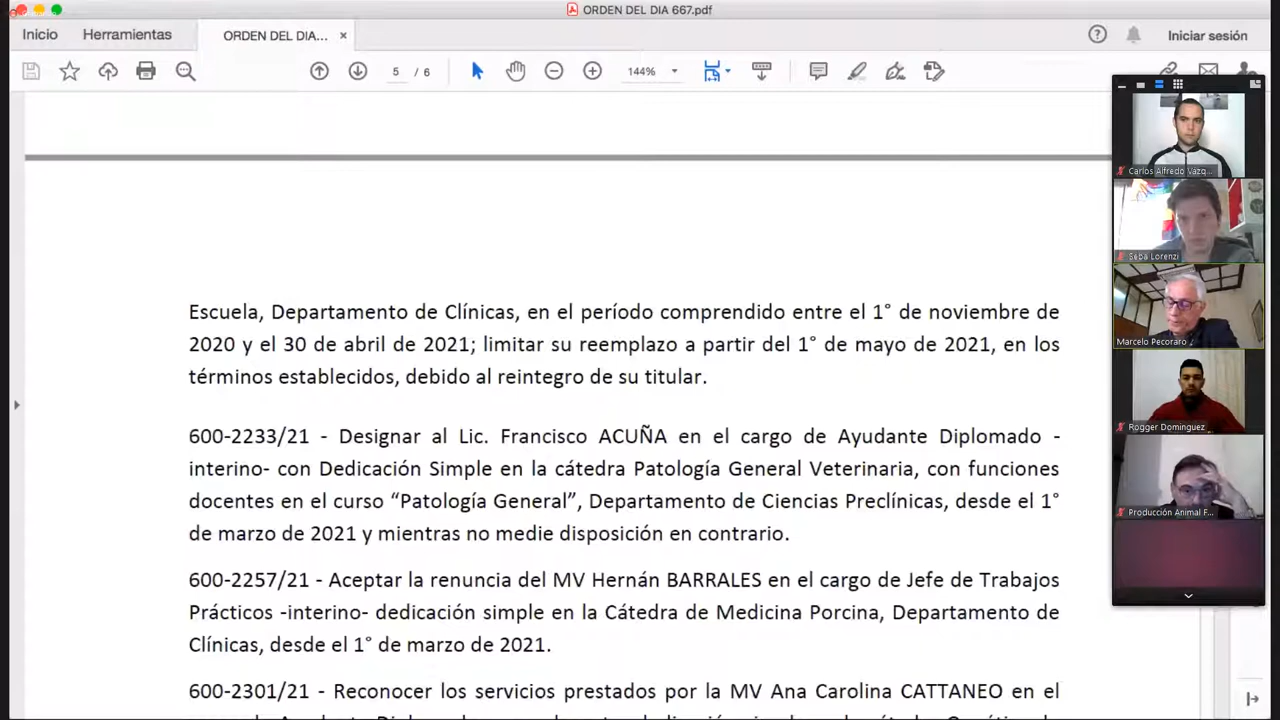 ORDEN DEL DIA 667.pdf
Inicio
Herramientas
ORDEN DEL DIA... ×
Iniciar sesión
5 / 6
144%
Carlos Alfredo Vázq...
Seba Lorenzi
Marcelo Pecoraro
Rogger Dominguez
Producción Animal F...
Escuela, Departamento de Clínicas, en el período comprendido entre el 1° de noviembre de
2020 y el 30 de abril de 2021; limitar su reemplazo a partir del 1° de mayo de 2021, en los
términos establecidos, debido al reintegro de su titular.
600-2233/21 - Designar al Lic. Francisco ACUÑA en el cargo de Ayudante Diplomado -
interino- con Dedicación Simple en la cátedra Patología General Veterinaria, con funciones
docentes en el curso “Patología General”, Departamento de Ciencias Preclínicas, desde el 1°
de marzo de 2021 y mientras no medie disposición en contrario.
600-2257/21 - Aceptar la renuncia del MV Hernán BARRALES en el cargo de Jefe de Trabajos
Prácticos -interino- dedicación simple en la Cátedra de Medicina Porcina, Departamento de
Clínicas, desde el 1° de marzo de 2021.
600-2301/21 - Reconocer los servicios prestados por la MV Ana Carolina CATTANEO en el